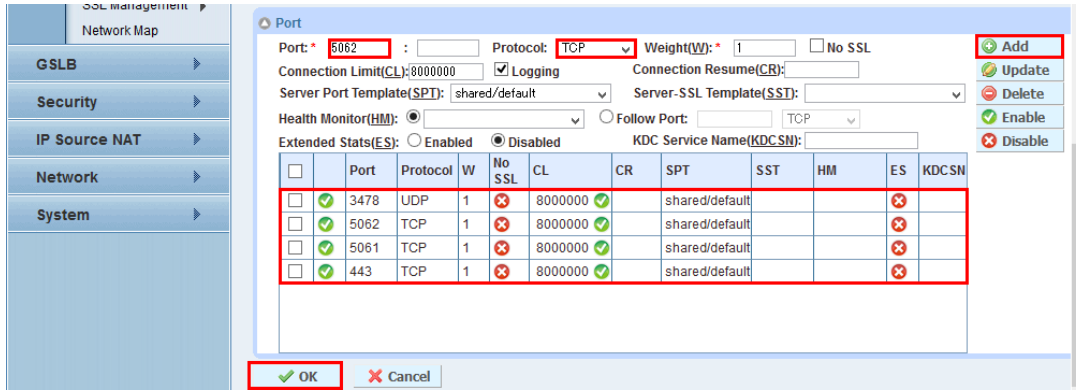 SSL Management
Network Map
GSLB
Security
IP Source NAT
Network
System
Port
Port: * 5062 : Protocol: TCP Weight(W): * 1 No SSL
Connection Limit(CL): 8000000 Logging Connection Resume(CR):
Server Port Template(SPT): shared/default Server-SSL Template(SST):
Health Monitor(HM): Follow Port: TCP
Extended Stats(ES): Enabled Disabled KDC Service Name(KDCSN):
Add
Update
Delete
Enable
Disable
Port Protocol W No SSL CL CR SPT SST HM ES KDCSN
3478 UDP 1 8000000 shared/default
5062 TCP 1 8000000 shared/default
5061 TCP 1 8000000 shared/default
443 TCP 1 8000000 shared/default
OK Cancel